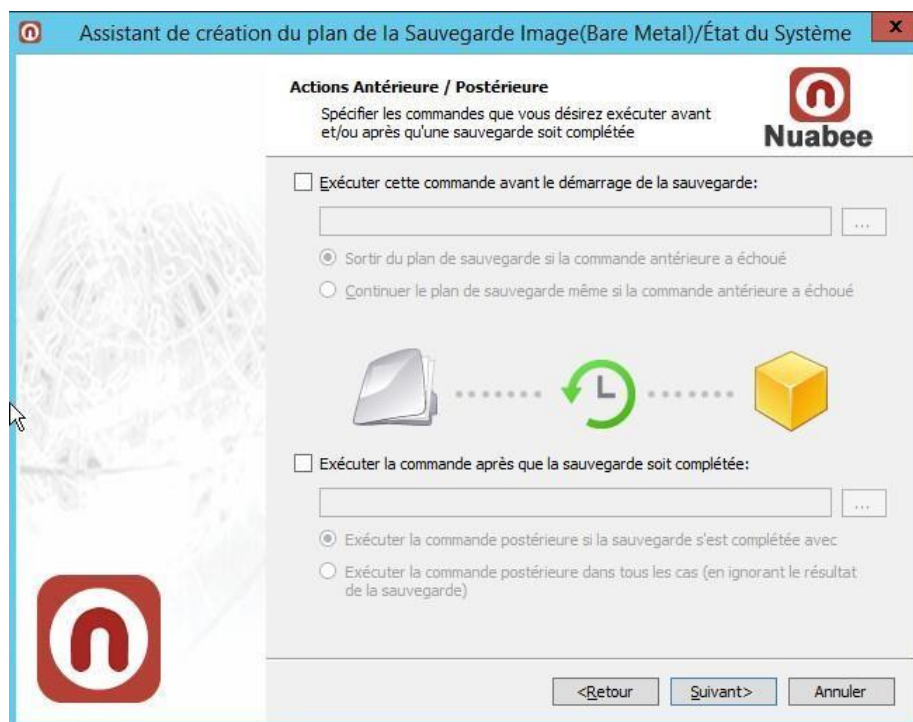 Assistant de création du plan de la Sauvegarde Image(Bare Metal)/État du Système
x
Actions Antérieure / Postérieure
Spécifier les commandes que vous désirez exécuter avant
et/ou après qu'une sauvegarde soit complétée
Nuabee
Exécuter cette commande avant le démarrage de la sauvegarde:
...
Sortir du plan de sauvegarde si la commande antérieure a échoué
Continuer le plan de sauvegarde même si la commande antérieure a échoué
Exécuter la commande après que la sauvegarde soit complétée:
...
Exécuter la commande postérieure si la sauvegarde s'est complétée avec
Exécuter la commande postérieure dans tous les cas (en ignorant le résultat
de la sauvegarde)
<Retour
Suivant>
Annuler